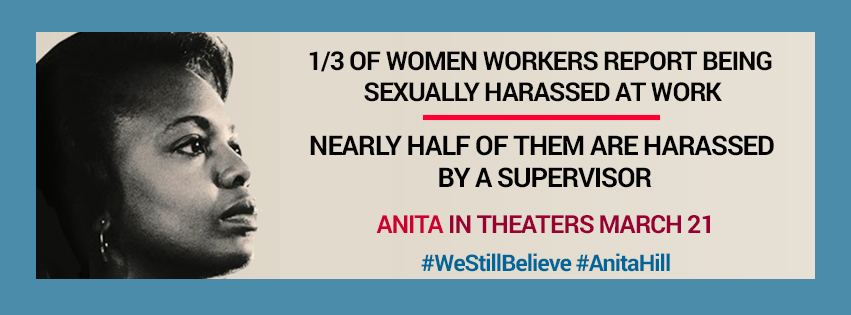 1/3 OF WOMEN WORKERS REPORT BEING
SEXUALLY HARASSED AT WORK
NEARLY HALF OF THEM ARE HARASSED
BY A SUPERVISOR
ANITA IN THEATERS MARCH 21
#WeStillBelieve #AnitaHill